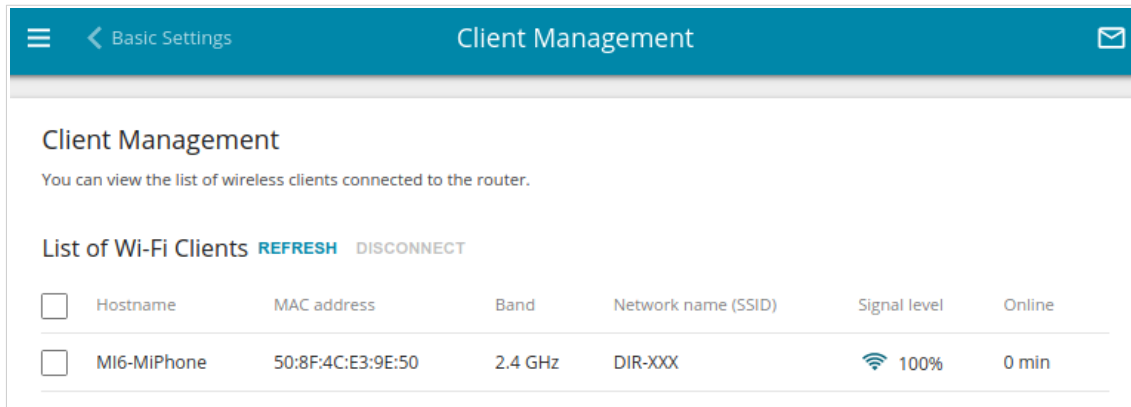 Basic Settings Client Management
Client Management
You can view the list of wireless clients connected to the router.
List of Wi-Fi Clients REFRESH DISCONNECT
Hostname MAC address Band Network name (SSID) Signal level Online
MI6-MiPhone 50:8F:4C:E3:9E:50 2.4 GHz DIR-XXX 100% 0 min